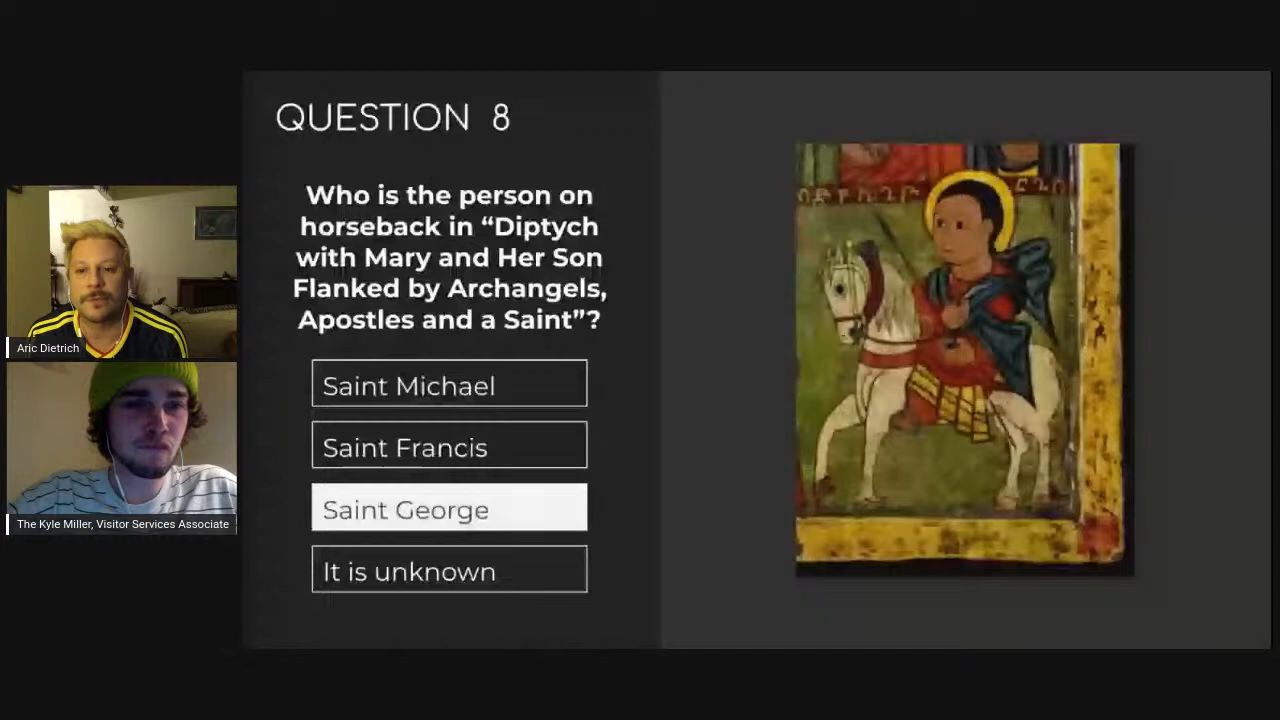 QUESTION 8
Who is the person on
horseback in “Diptych
with Mary and Her Son
Flanked by Archangels,
Apostles and a Saint”?
Saint Michael
Saint Francis
Saint George
It is unknown
Aric Dietrich
The Kyle Miller, Visitor Services Associate